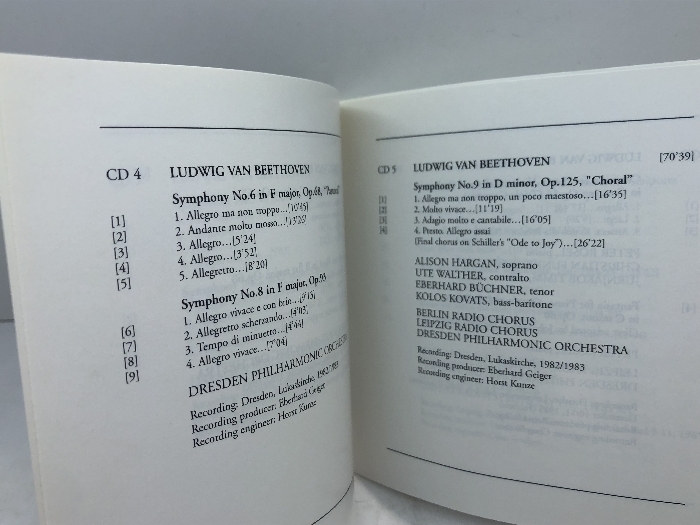 CD 4 LUDWIG VAN BEETHOVEN
Symphony No.6 in F major, Op.68, "Pastoral"
[1] 1. Allegro ma non troppo...[10'45]
[2] 2. Andante molto mosso...[13'26]
[3] 3. Allegro...[5'24]
[4] 4. Allegro...[3'52]
[5] 5. Allegretto...[8'20]
Symphony No.8 in F major, Op.93
[6] 1. Allegro vivace e con brio...[9'15]
[7] 2. Allegretto scherzando...[4'03]
[8] 3. Tempo di minuetto...[4'44]
[9] 4. Allegro vivace...[7'04]
DRESDEN PHILHARMONIC ORCHESTRA
Recording: Dresden, Lukaskirche, 1982/1983
Recording producer: Eberhard Geiger
Recording engineer: Horst Kunze
CD 5 LUDWIG VAN BEETHOVEN [70'39]
Symphony No.9 in D minor, Op.125, "Choral"
[1] 1. Allegro ma non troppo, un poco maestoso...[16'35]
[2] 2. Molto vivace...[11'19]
[3] 3. Adagio molto e cantabile...[16'05]
[4] 4. Presto. Allegro assai
(Final chorus on Schiller's "Ode to Joy")...[26'22]
ALISON HARGAN, soprano
UTE WALTHER, contralto
EBERHARD BÜCHNER, tenor
KOLOS KOVATS, bass-baritone
BERLIN RADIO CHORUS
LEIPZIG RADIO CHORUS
DRESDEN PHILHARMONIC ORCHESTRA
Recording: Dresden, Lukaskirche, 1982/1983
Recording producer: Eberhard Geiger
Recording engineer: Horst Kunze